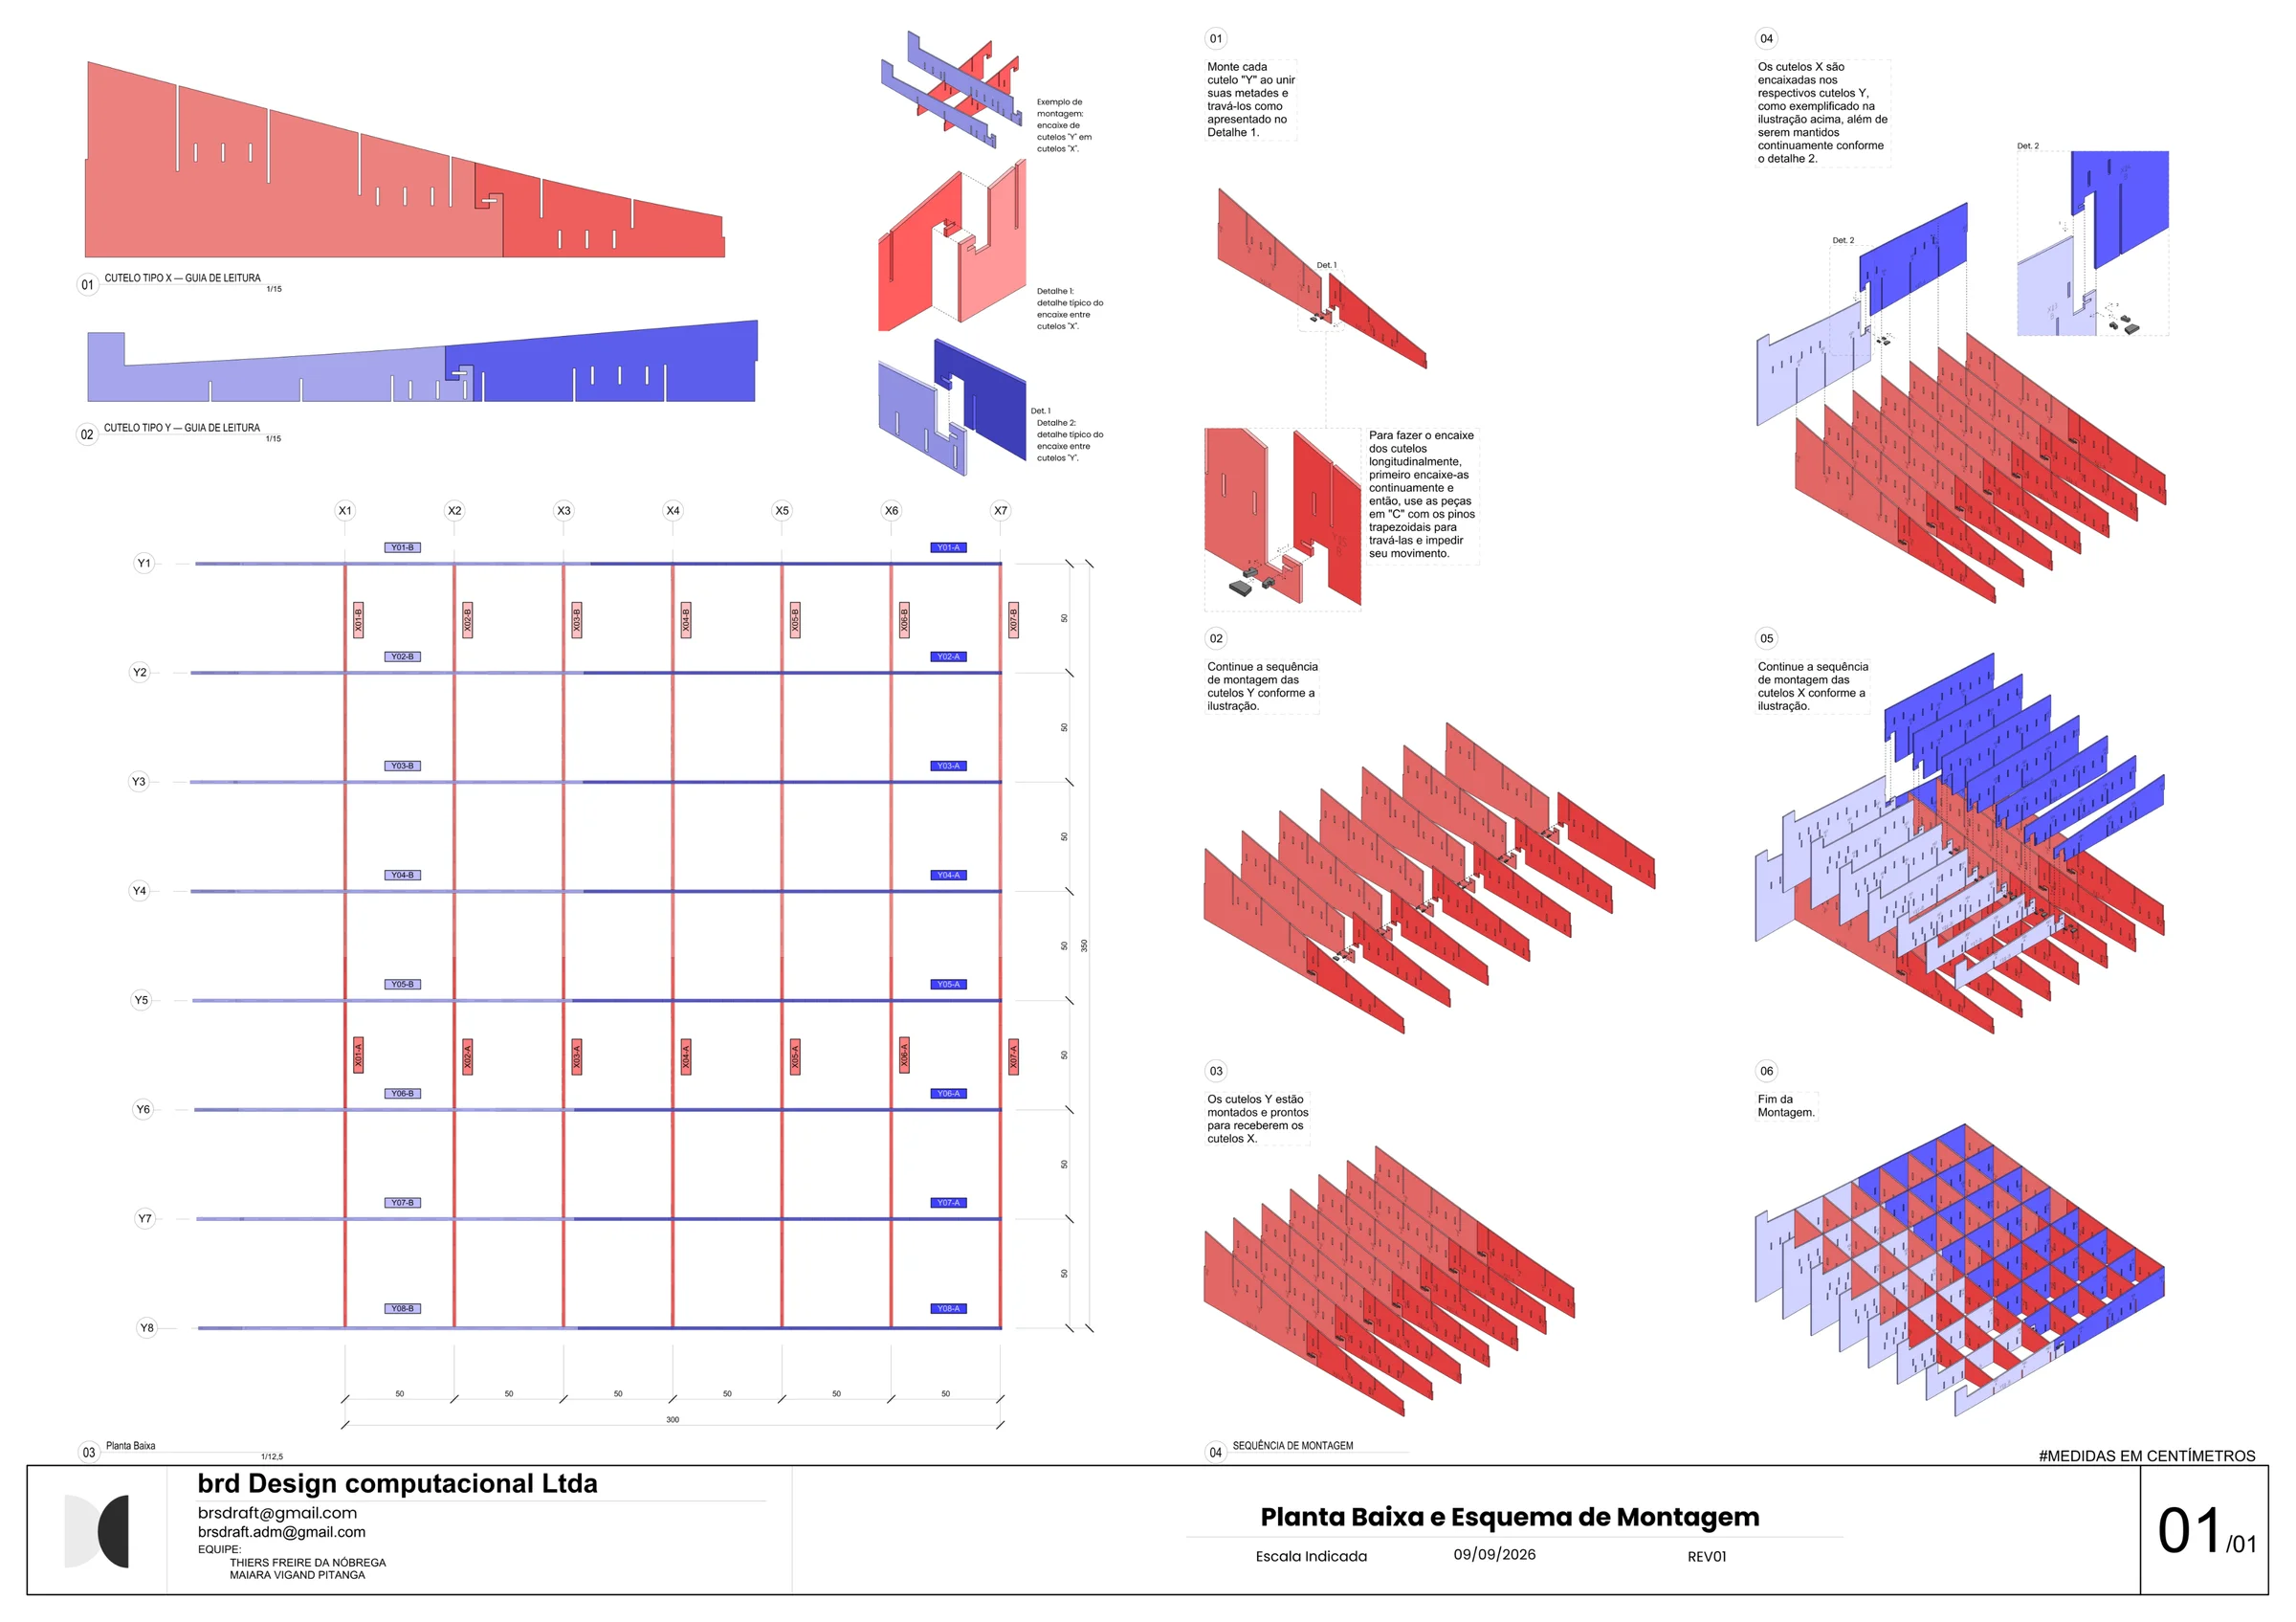 01
CUTELO TIPO X — GUIA DE LEITURA
1/15
02
CUTELO TIPO Y — GUIA DE LEITURA
1/15
Exemplo de
montagem:
encaixe de
cutelos "Y" em
cutelos "X".
Detalhe 1:
detalhe típico do
encaixe entre
cutelos "X".
Det. 1
Detalhe 2:
detalhe típico do
encaixe entre
cutelos "Y".
X1
X2
X3
X4
X5
X6
X7
Y1
Y01-B
Y01-A
X01-B
X02-B
X03-B
X04-B
X05-B
X06-B
X07-B
50
Y2
Y02-B
Y02-A
50
Y3
Y03-B
Y03-A
50
Y4
Y04-B
Y04-A
50
350
Y5
Y05-B
Y05-A
X01-A
X02-A
X03-A
X04-A
X05-A
X06-A
X07-A
50
Y6
Y06-B
Y06-A
50
Y7
Y07-B
Y07-A
50
Y8
Y08-B
Y08-A
50
50
50
50
50
50
300
03
Planta Baixa
1/12,5
01
Monte cada
cutelo "Y" ao unir
suas metades e
travá-los como
apresentado no
Detalhe 1.
Det. 1
Para fazer o encaixe
dos cutelos
longitudinalmente,
primeiro encaixe-as
continuamente e
então, use as peças
em "C" com os pinos
trapezoidais para
travá-las e impedir
seu movimento.
02
Continue a sequência
de montagem das
cutelos Y conforme a
ilustração.
03
Os cutelos Y estão
montados e prontos
para receberem os
cutelos X.
04
Os cutelos X são
encaixadas nos
respectivos cutelos Y,
como exemplificado na
ilustração acima, além de
serem mantidos
continuamente conforme
o detalhe 2.
Det. 2
Det. 2
05
Continue a sequência
de montagem das
cutelos X conforme a
ilustração.
06
Fim da
Montagem.
04
SEQUÊNCIA DE MONTAGEM
#MEDIDAS EM CENTÍMETROS
brd Design computacional Ltda
brsdraft@gmail.com
brsdraft.adm@gmail.com
EQUIPE:
THIERS FREIRE DA NÓBREGA
MAIARA VIGAND PITANGA
Planta Baixa e Esquema de Montagem
Escala Indicada
09/09/2026
REV01
01/01